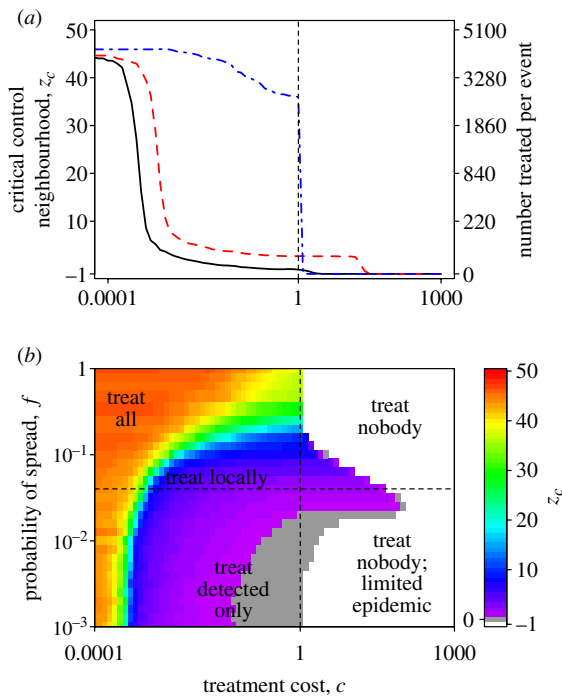 (a)
50
40
30
20
10
–1
critical control
neighbourhood, z_c
5100
3280
1860
840
220
0
number treated per event
0.0001
1
1000
(b)
1
10⁻¹
10⁻²
10⁻³
probability of spread, f
treat
all
treat
nobody
treat locally
treat
detected
only
treat
nobody;
limited
epidemic
0.0001
1
1000
treatment cost, c
50
40
30
20
10
0
–1
z_c